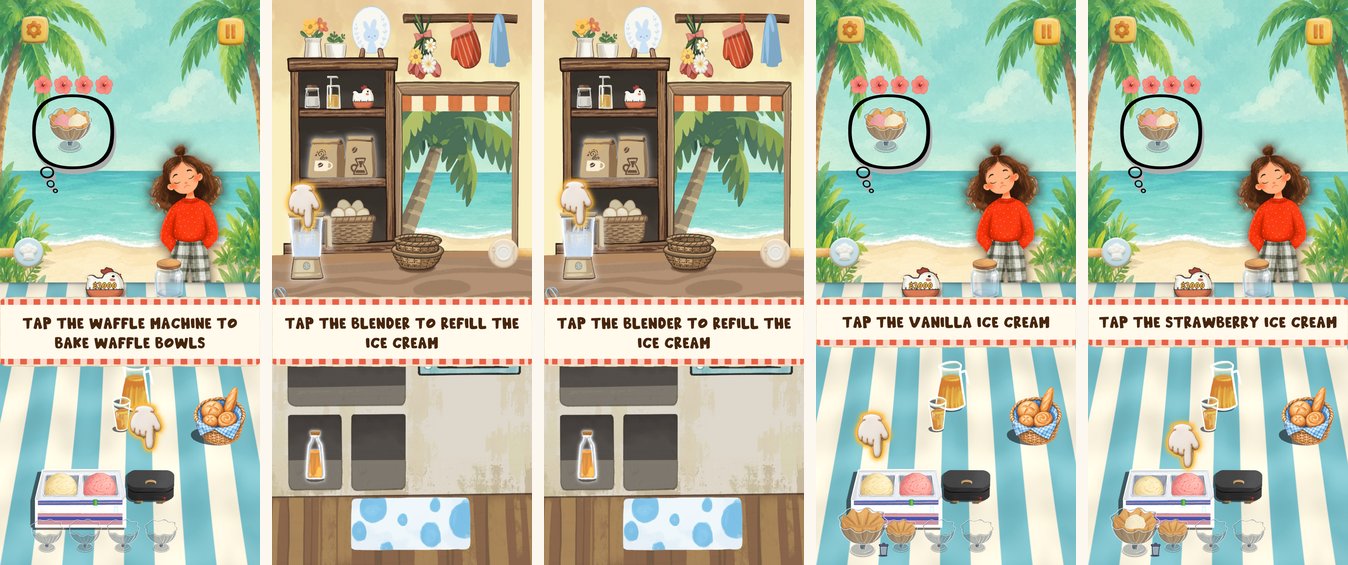 TAP THE WAFFLE MACHINE TO
BAKE WAFFLE BOWLS
TAP THE BLENDER TO REFILL THE
ICE CREAM
TAP THE BLENDER TO REFILL THE
ICE CREAM
TAP THE VANILLA ICE CREAM
TAP THE STRAWBERRY ICE CREAM